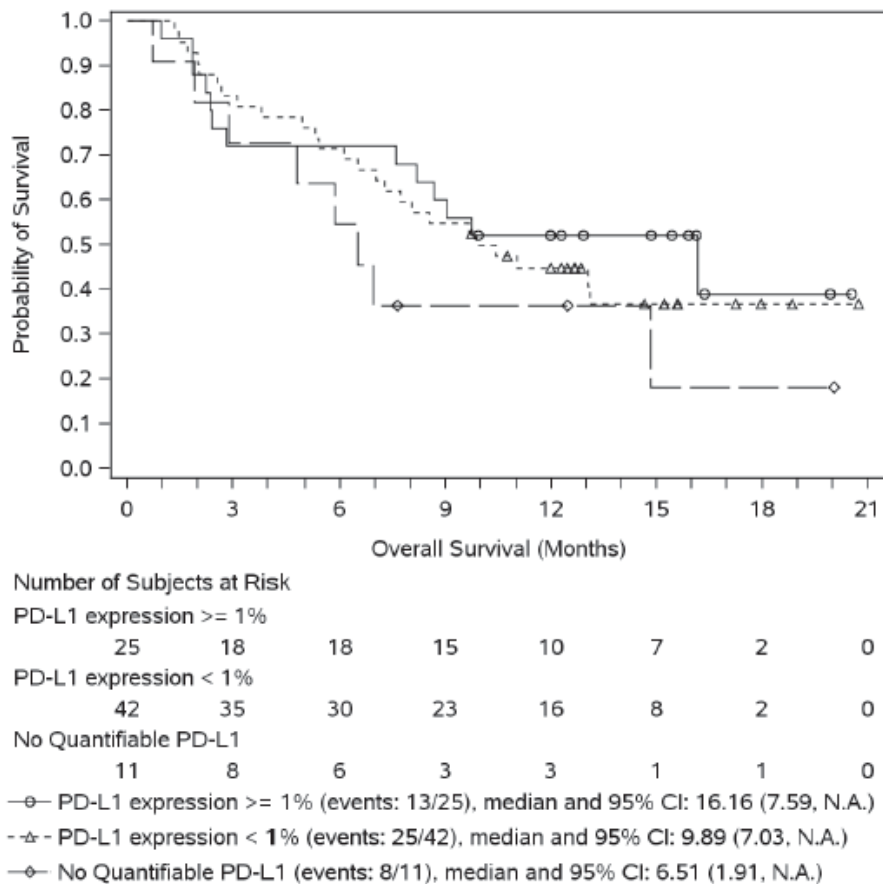 1.0
0.9
0.8
0.7
0.6
0.5
0.4
0.3
0.2
0.1
0.0
Probability of Survival
0 3 6 9 12 15 18 21
Overall Survival (Months)
Number of Subjects at Risk
PD-L1 expression >= 1%
25 18 18 15 10 7 2 0
PD-L1 expression < 1%
42 35 30 23 16 8 2 0
No Quantifiable PD-L1
11 8 6 3 3 1 1 0
PD-L1 expression >= 1% (events: 13/25), median and 95% CI: 16.16 (7.59, N.A.)
PD-L1 expression < 1% (events: 25/42), median and 95% CI: 9.89 (7.03, N.A.)
No Quantifiable PD-L1 (events: 8/11), median and 95% CI: 6.51 (1.91, N.A.)